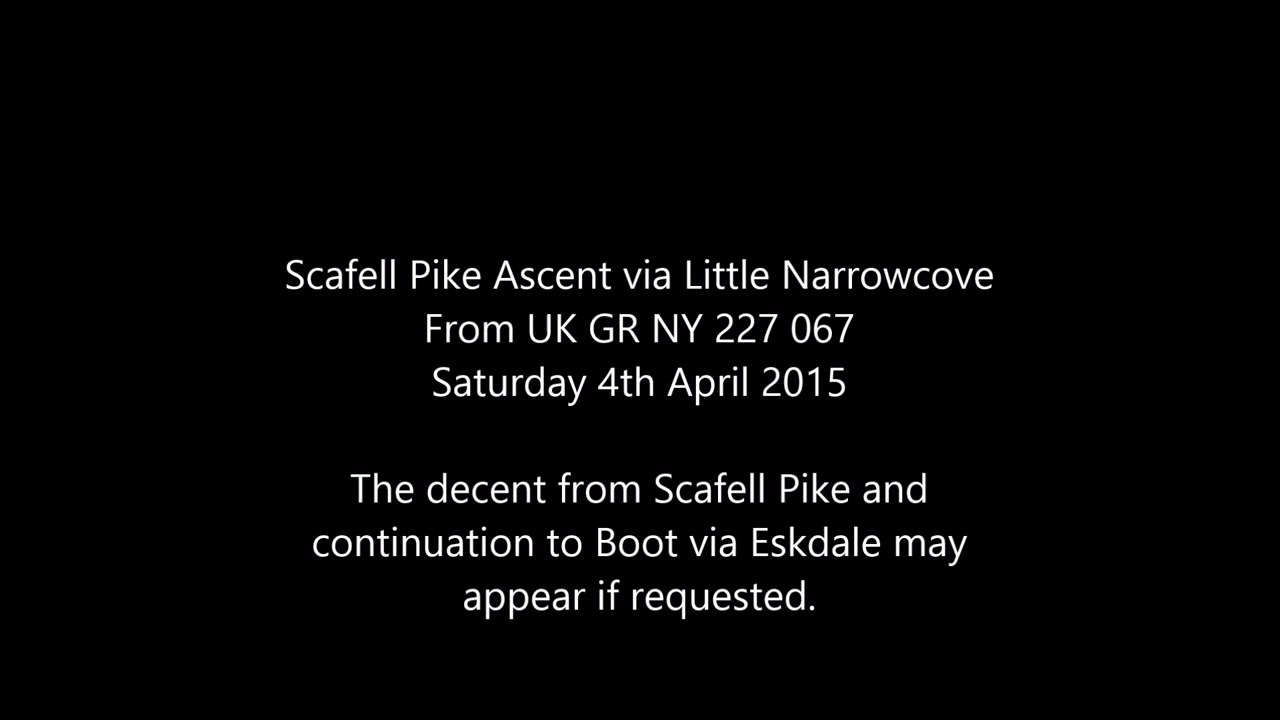 Scafell Pike Ascent via Little Narrowcove
From UK GR NY 227 067
Saturday 4th April 2015
The decent from Scafell Pike and
continuation to Boot via Eskdale may
appear if requested.